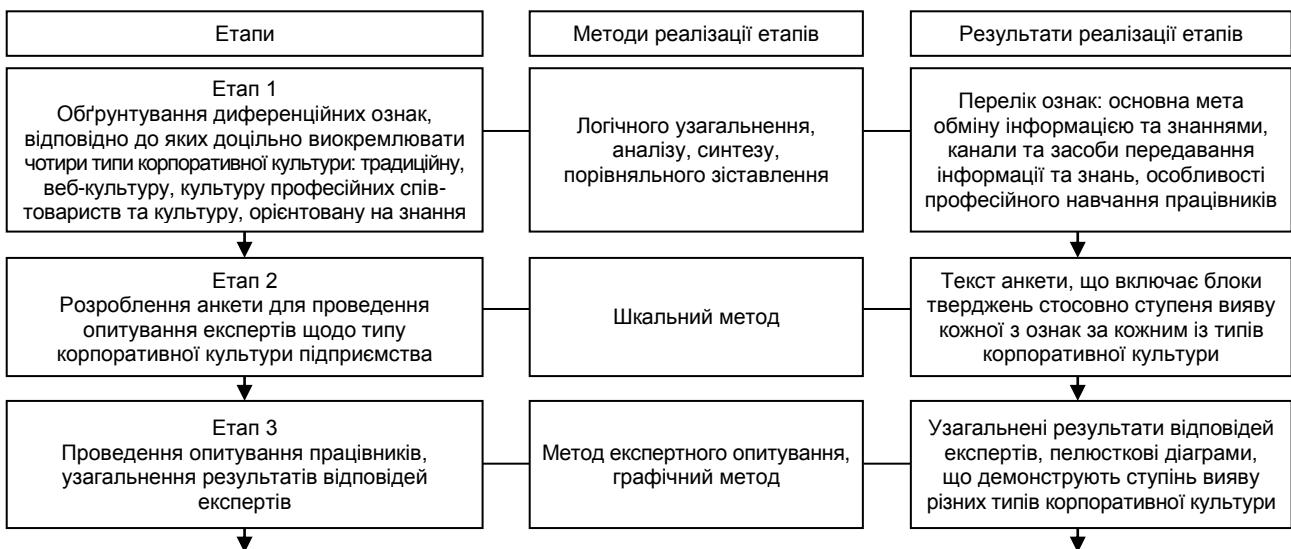 Етапи
Методи реалізації етапів
Результати реалізації етапів
Етап 1
Обґрунтування диференційних ознак,
відповідно до яких доцільно виокремлювати
чотири типи корпоративної культури: традиційну,
веб-культуру, культуру професійних спів-
товариств та культуру, орієнтовану на знання
Логічного узагальнення,
аналізу, синтезу,
порівняльного зіставлення
Перелік ознак: основна мета
обміну інформацією та знаннями,
канали та засоби передавання
інформації та знань, особливості
професійного навчання працівників
Етап 2
Розроблення анкети для проведення
опитування експертів щодо типу
корпоративної культури підприємства
Шкальний метод
Текст анкети, що включає блоки
тверджень стосовно ступеня вияву
кожної з ознак за кожним із типів
корпоративної культури
Етап 3
Проведення опитування працівників,
узагальнення результатів відповідей
експертів
Метод експертного опитування,
графічний метод
Узагальнені результати відповідей
експертів, пелюсткові діаграми,
що демонструють ступінь вияву
різних типів корпоративної культури